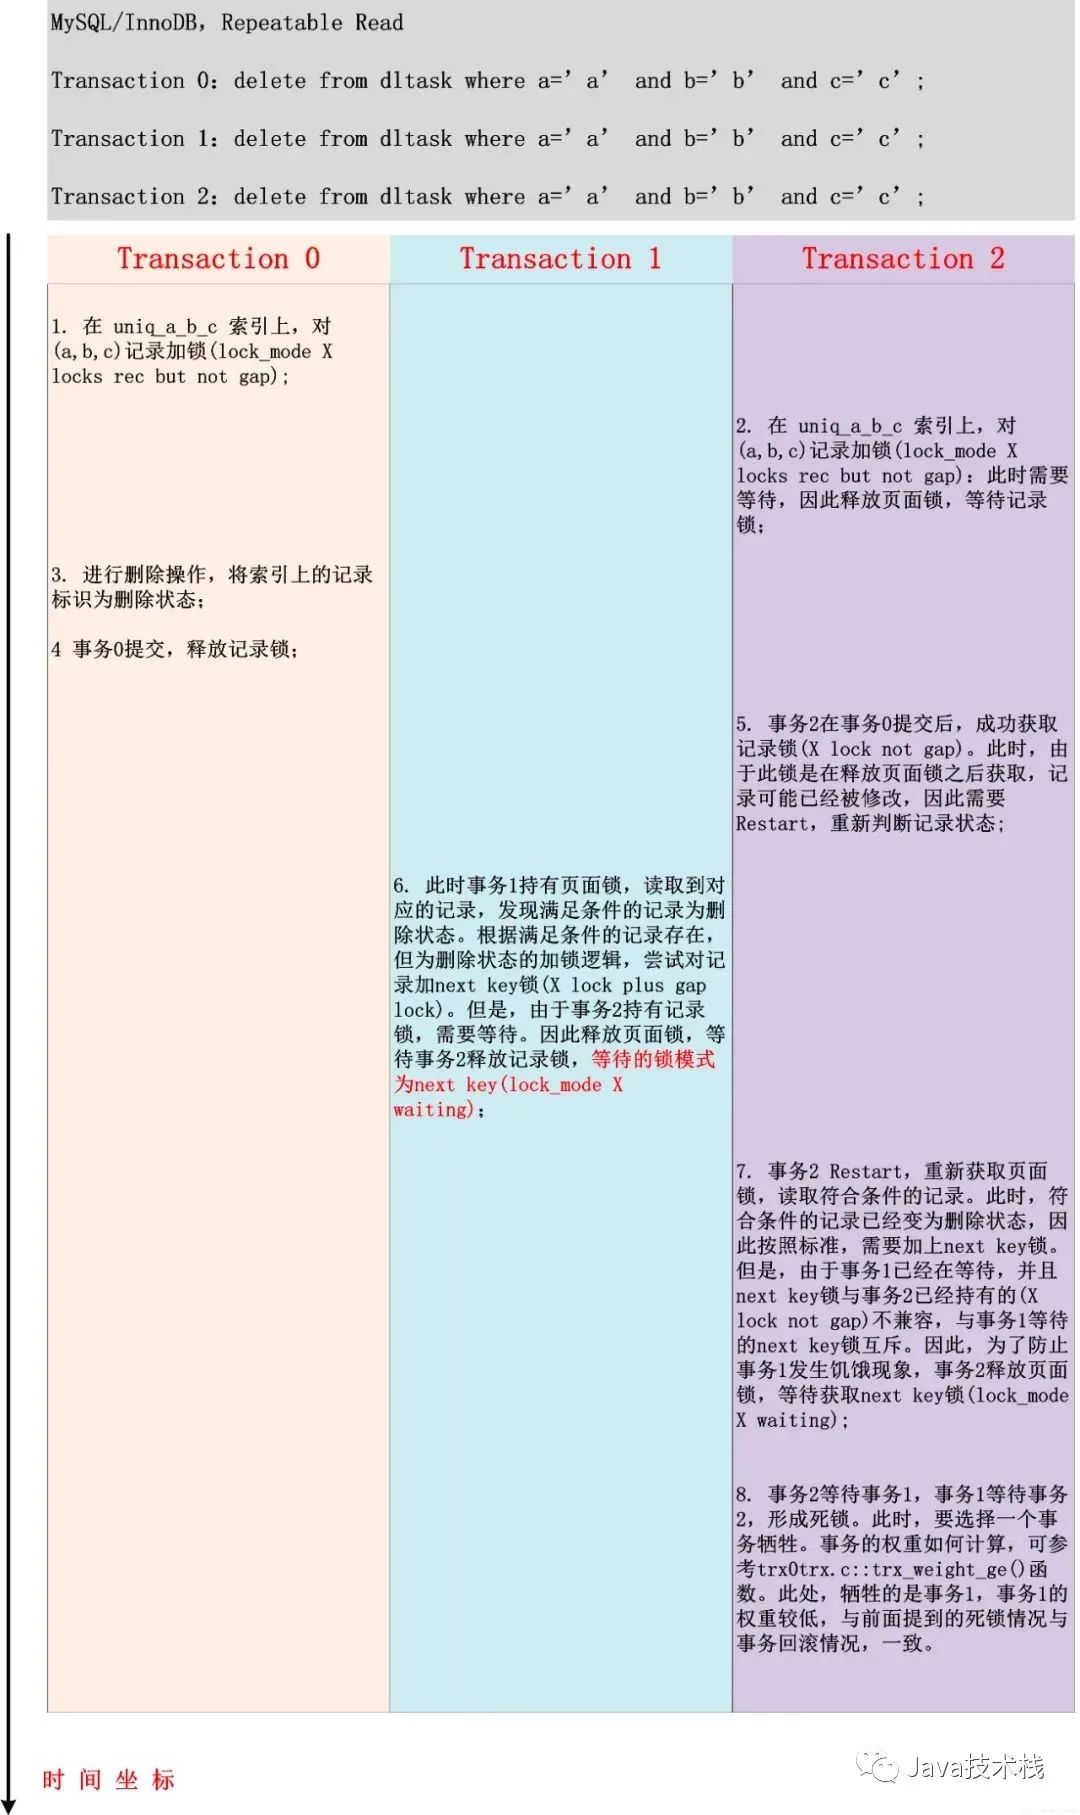 MySQL/InnoDB, Repeatable Read
Transaction 0: delete from dltask where a=’a’ and b=’b’ and c=’c’;
Transaction 1: delete from dltask where a=’a’ and b=’b’ and c=’c’;
Transaction 2: delete from dltask where a=’a’ and b=’b’ and c=’c’;
Transaction 0
Transaction 1
Transaction 2
1. 在 uniq_a_b_c 索引上，对
(a,b,c)记录加锁(lock_mode X
locks rec but not gap);
2. 在 uniq_a_b_c 索引上，对
(a,b,c)记录加锁(lock_mode X
locks rec but not gap)：此时需要
等待，因此释放页面锁，等待记录
锁；
3. 进行删除操作，将索引上的记录
标识为删除状态；
4 事务0提交，释放记录锁；
5. 事务2在事务0提交后，成功获取
记录锁(X lock not gap)。此时，由
于此锁是在释放页面锁之后获取，记
录可能已经被修改，因此需要
Restart，重新判断记录状态;
6. 此时事务1持有页面锁，读取到对
应的记录，发现满足条件的记录为删
除状态。根据满足条件的记录存在，
但为删除状态的加锁逻辑，尝试对记
录加next key锁(X lock plus gap
lock)。但是，由于事务2持有记录
锁，需要等待。因此释放页面锁，等
待事务2释放记录锁，等待的锁模式
为next key(lock_mode X
waiting)；
7. 事务2 Restart，重新获取页面
锁，读取符合条件的记录。此时，符
合条件的记录已经变为删除状态，因
此按照标准，需要加上next key锁。
但是，由于事务1已经在等待，并且
next key锁与事务2已经持有的(X
lock not gap)不兼容，与事务1等待
的next key锁互斥。因此，为了防止
事务1发生饥饿现象，事务2释放页面
锁，等待获取next key锁(lock_mode
X waiting);
8. 事务2等待事务1，事务1等待事务
2，形成死锁。此时，要选择一个事
务牺牲。事务的权重如何计算，可参
考trx0trx.c::trx_weight_ge()函
数。此处，牺牲的是事务1，事务1的
权重较低，与前面提到的死锁情况与
事务回滚情况，一致。
时 间 坐 标
Java技术栈